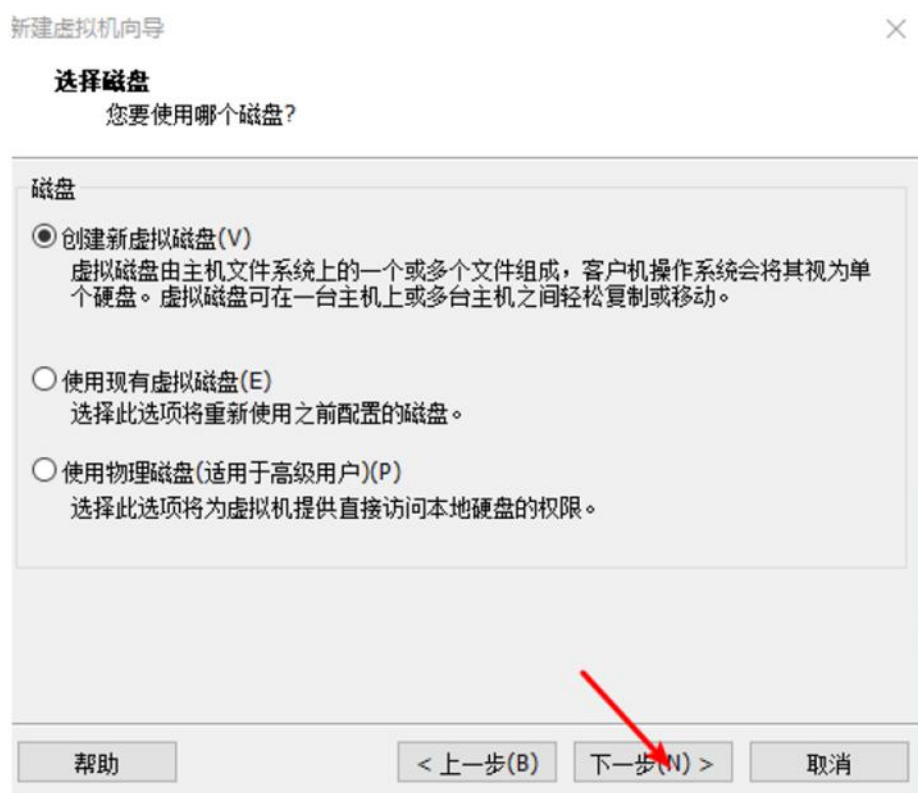 新建虚拟机向导
选择磁盘
您要使用哪个磁盘?
磁盘
创建新虚拟磁盘(V)
虚拟磁盘由主机文件系统上的一个或多个文件组成，客户机操作系统会将其视为单
个硬盘。虚拟磁盘可在一台主机上或多台主机之间轻松复制或移动。
使用现有虚拟磁盘(E)
选择此选项将重新使用之前配置的磁盘。
使用物理磁盘(适用于高级用户)(P)
选择此选项将为虚拟机提供直接访问本地硬盘的权限。
帮助 < 上一步(B) 下一步(N) > 取消